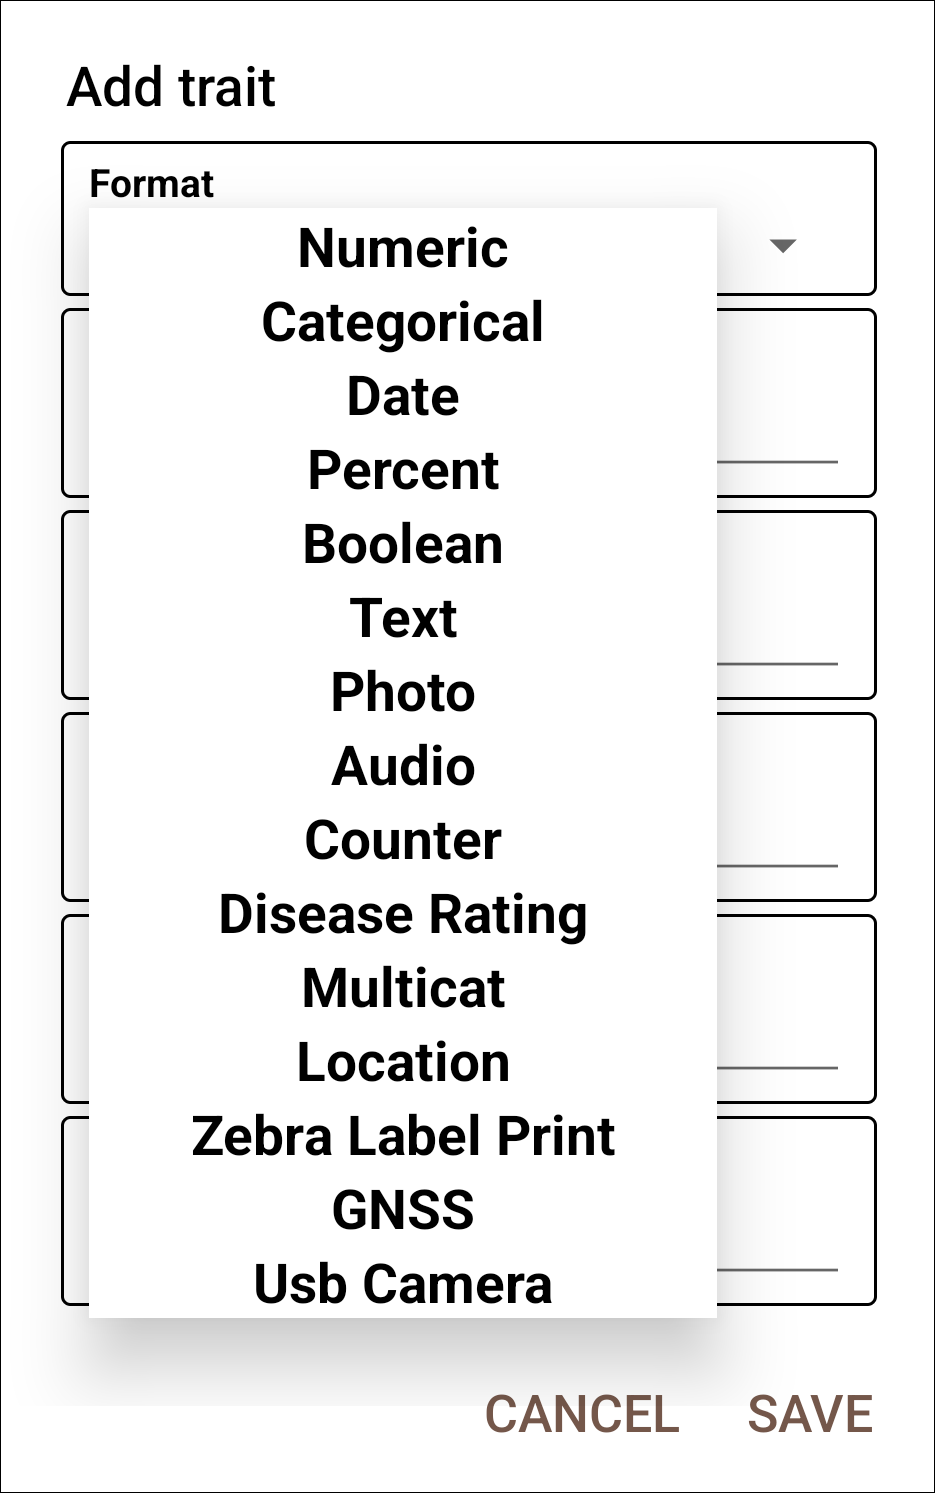 Add trait
Format
Numeric
Categorical
Date
Percent
Boolean
Text
Photo
Audio
Counter
Disease Rating
Multicat
Location
Zebra Label Print
GNSS
Usb Camera
CANCEL SAVE